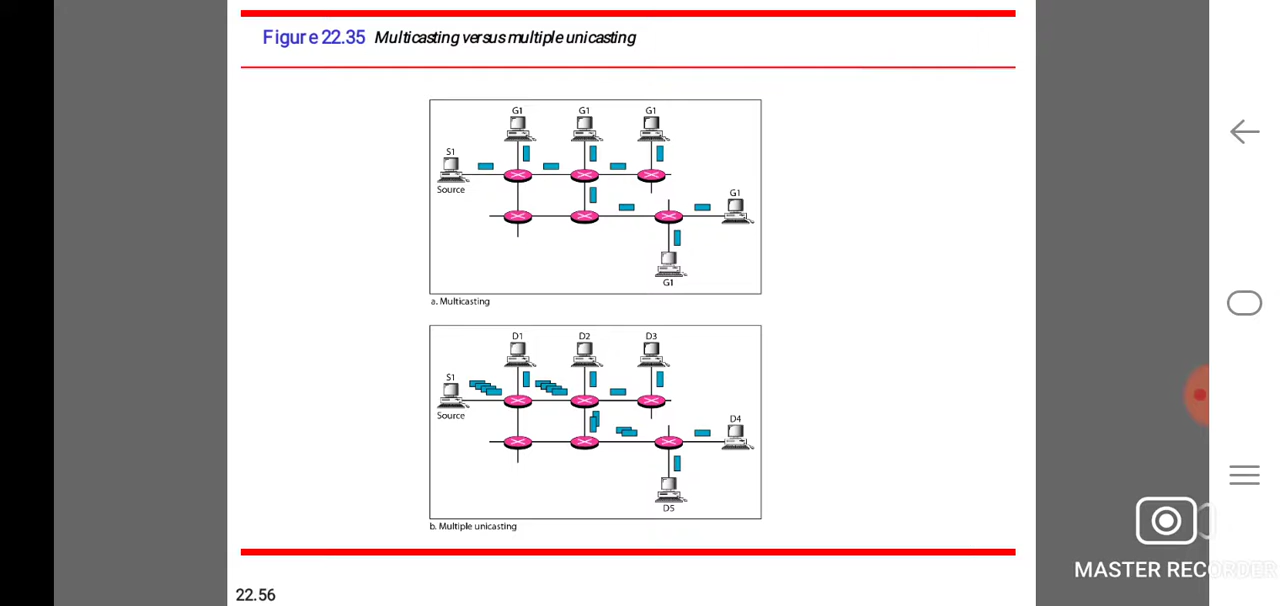 Figure 22.35 Multicasting versus multiple unicasting
G1 G1 G1
S1
Source
G1
G1
a. Multicasting
D1 D2 D3
S1
Source
D4
D5
b. Multiple unicasting
22.56
MASTER RECORDER